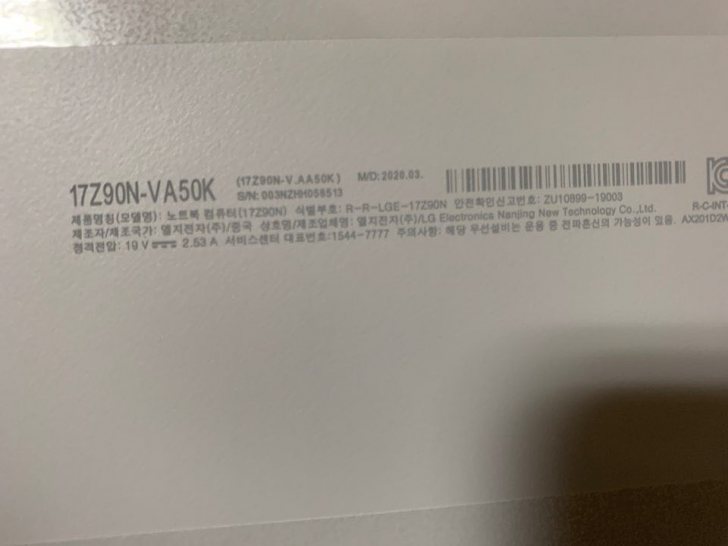 17Z90N-VA50K (17Z90N-V.AA50K) M/D: 2020.03.
S/N: 003NZHH059513
제품명칭(모델명): 노트북 컴퓨터(17Z90N) 식별부호: R-R-LGE-17Z90N 안전확인신고번호: ZU10899-19003
제조자/제조국가: 엘지전자(주)/중국 상호명/제조업체명: 엘지전자(주)/LG Electronics Nanjing New Technology Co.,Ltd.
정격전압: 19 V 2.53 A 서비스센터 대표번호:1544-7777 주의사항: 해당 무선설비는 운용 중 전파혼신의 가능성이 있음.
R-C-INT-
AX201D2W